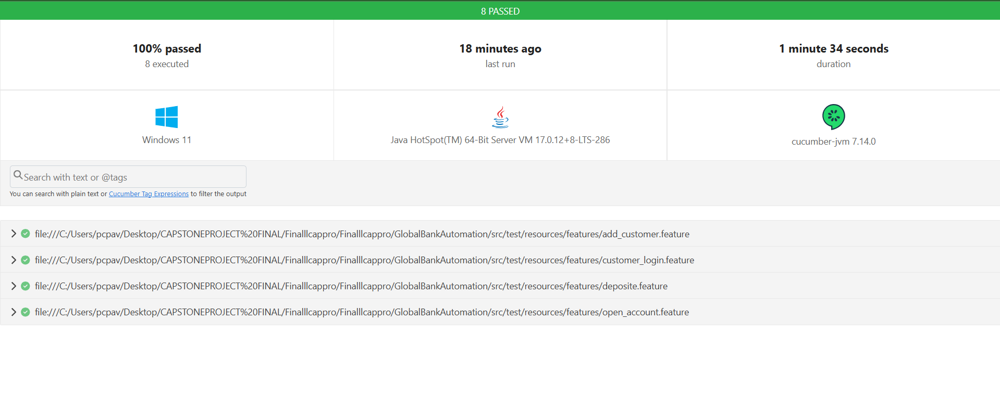 8 PASSED
100% passed
8 executed
18 minutes ago
last run
1 minute 34 seconds
duration
Windows 11
Java HotSpot(TM) 64-Bit Server VM 17.0.12+8-LTS-286
cucumber-jvm 7.14.0
Search with text or @tags
You can search with plain text or Cucumber Tag Expressions to filter the output
file:///C:/Users/pcpav/Desktop/CAPSTONEPROJECT%20FINAL/Finalllcappro/Finalllcappro/GlobalBankAutomation/src/test/resources/features/add_customer.feature
file:///C:/Users/pcpav/Desktop/CAPSTONEPROJECT%20FINAL/Finalllcappro/Finalllcappro/GlobalBankAutomation/src/test/resources/features/customer_login.feature
file:///C:/Users/pcpav/Desktop/CAPSTONEPROJECT%20FINAL/Finalllcappro/Finalllcappro/GlobalBankAutomation/src/test/resources/features/deposite.feature
file:///C:/Users/pcpav/Desktop/CAPSTONEPROJECT%20FINAL/Finalllcappro/Finalllcappro/GlobalBankAutomation/src/test/resources/features/open_account.feature